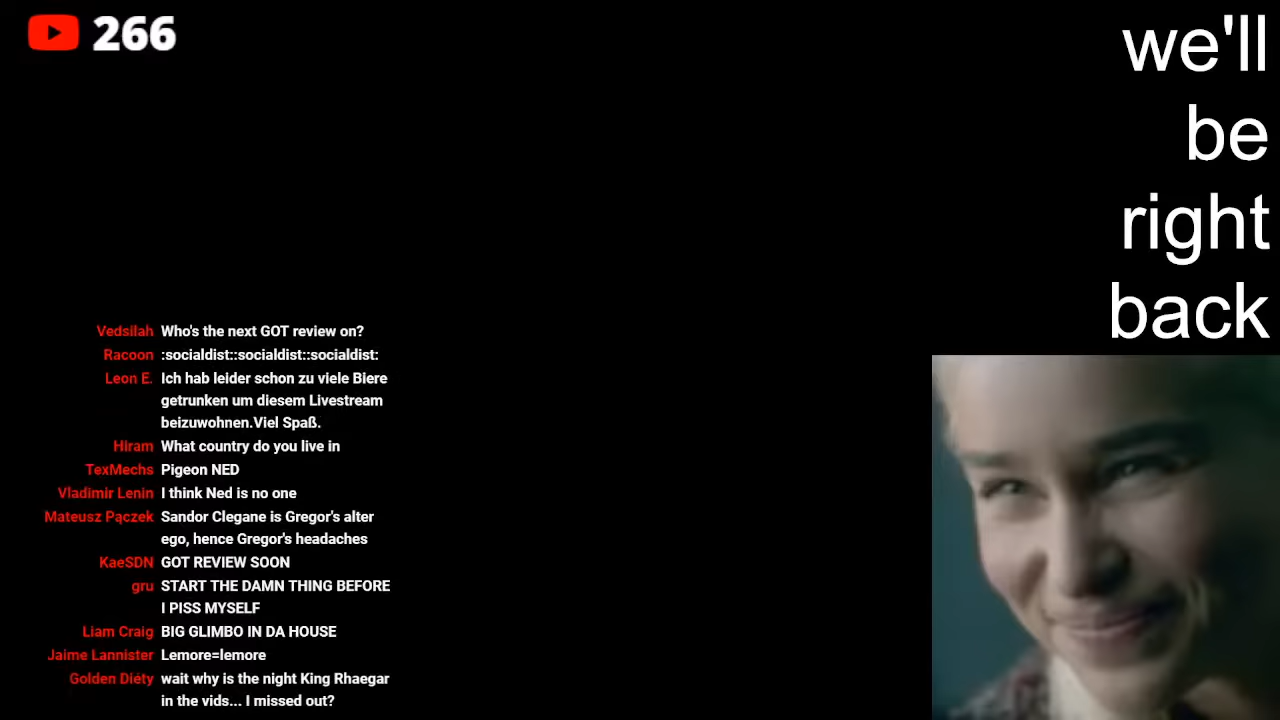 266
we'll
be
right
back
Vedsilah Who's the next GOT review on?
Racoon :socialdist::socialdist::socialdist:
Leon E. Ich hab leider schon zu viele Biere
getrunken um diesem Livestream
beizuwohnen.Viel Spaß.
Hiram What country do you live in
TexMechs Pigeon NED
Vladimir Lenin I think Ned is no one
Mateusz Pączek Sandor Clegane is Gregor's alter
ego, hence Gregor's headaches
KaeSDN GOT REVIEW SOON
gru START THE DAMN THING BEFORE
I PISS MYSELF
Liam Craig BIG GLIMBO IN DA HOUSE
Jaime Lannister Lemore=lemore
Golden Diety wait why is the night King Rhaegar
in the vids... I missed out?